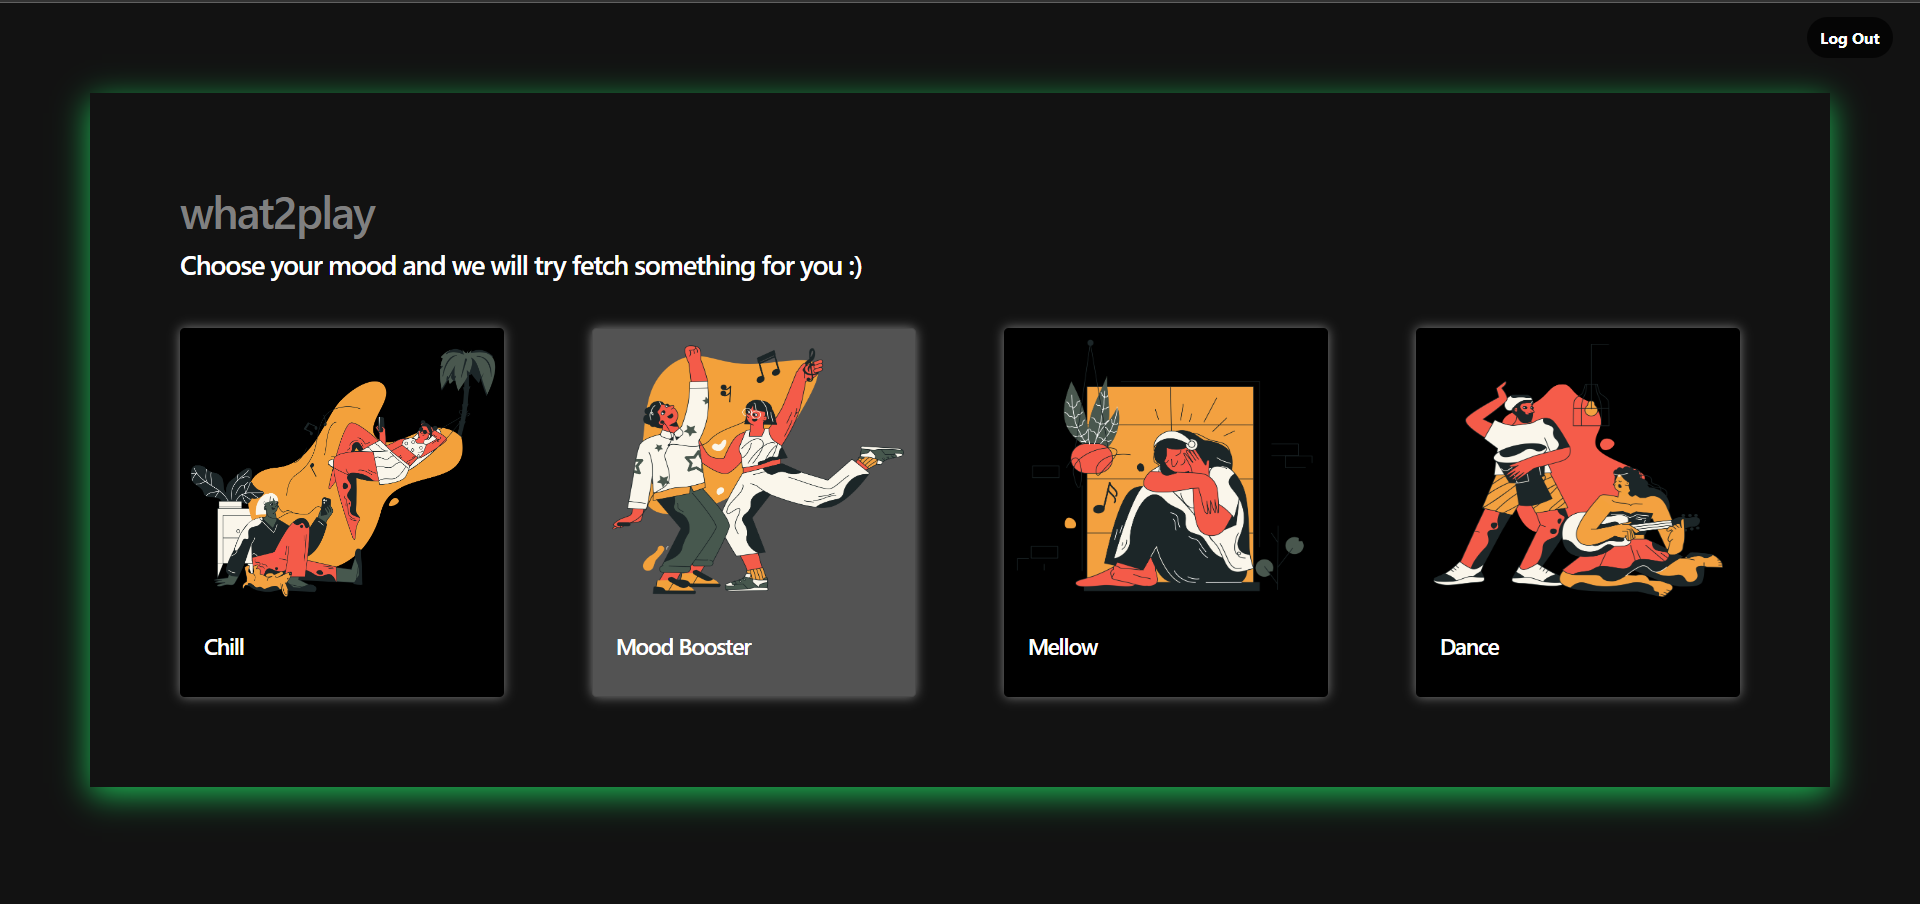 Log Out
what2play
Choose your mood and we will try fetch something for you :)
Chill
Mood Booster
Mellow
Dance